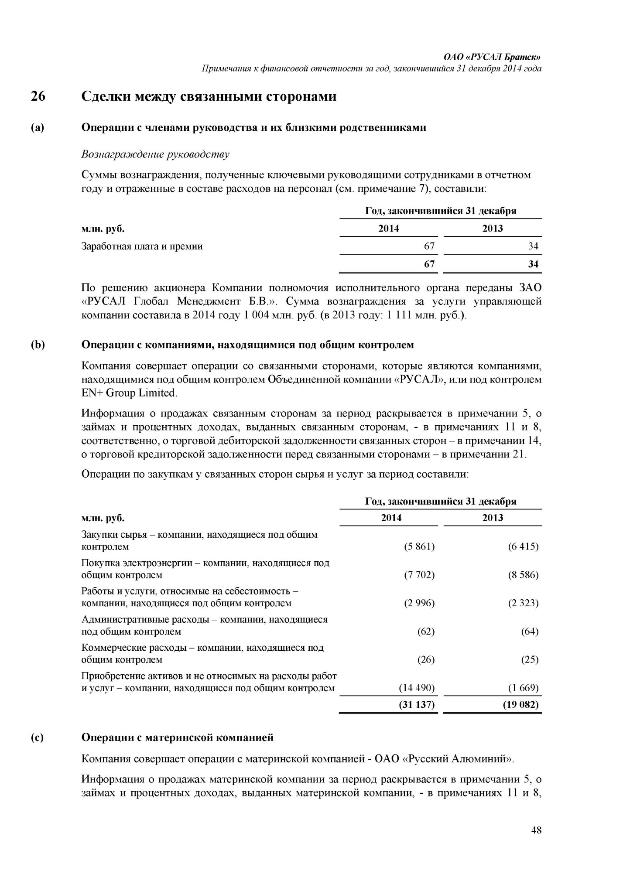 ОАО «РУСАЛ Братск»
Примечания к финансовой отчетности за год, закончившийся 31 декабря 2014 года
26 Сделки между связанными сторонами
(a) Операции с членами руководства и их близкими родственниками
Вознаграждение руководству
Суммы вознаграждения, полученные ключевыми руководящими сотрудниками в отчетном
году и отраженные в составе расходов на персонал (см. примечание 7), составили:
Год, закончившийся 31 декабря
млн. руб. 2014 2013
Заработная плата и премии 67 34
67 34
По решению акционера Компании полномочия исполнительного органа переданы ЗАО
«РУСАЛ Глобал Менеджмент Б.В.». Сумма вознаграждения за услуги управляющей
компании составила в 2014 году 1 004 млн. руб. (в 2013 году: 1 111 млн. руб.).
(b) Операции с компаниями, находящимися под общим контролем
Компания совершает операции со связанными сторонами, которые являются компаниями,
находящимися под общим контролем Объединенной компании «РУСАЛ», или под контролем
EN+ Group Limited.
Информация о продажах связанным сторонам за период раскрывается в примечании 5, о
займах и процентных доходах, выданных связанным сторонам, - в примечаниях 11 и 8,
соответственно, о торговой дебиторской задолженности связанных сторон – в примечании 14,
о торговой кредиторской задолженности перед связанными сторонами – в примечании 21.
Операции по закупкам у связанных сторон сырья и услуг за период составили:
Год, закончившийся 31 декабря
млн. руб. 2014 2013
Закупки сырья – компании, находящиеся под общим
контролем (5 861) (6 415)
Покупка электроэнергии – компании, находящиеся под
общим контролем (7 702) (8 586)
Работы и услуги, относимые на себестоимость –
компании, находящиеся под общим контролем (2 996) (2 323)
Административные расходы – компании, находящиеся
под общим контролем (62) (64)
Коммерческие расходы – компании, находящиеся под
общим контролем (26) (25)
Приобретение активов и не относимых на расходы работ
и услуг – компании, находящиеся под общим контролем (14 490) (1 669)
(31 137) (19 082)
(c) Операции с материнской компанией
Компания совершает операции с материнской компанией - ОАО «Русский Алюминий».
Информация о продажах материнской компании за период раскрывается в примечании 5, о
займах и процентных доходах, выданных материнской компании, - в примечаниях 11 и 8,
48